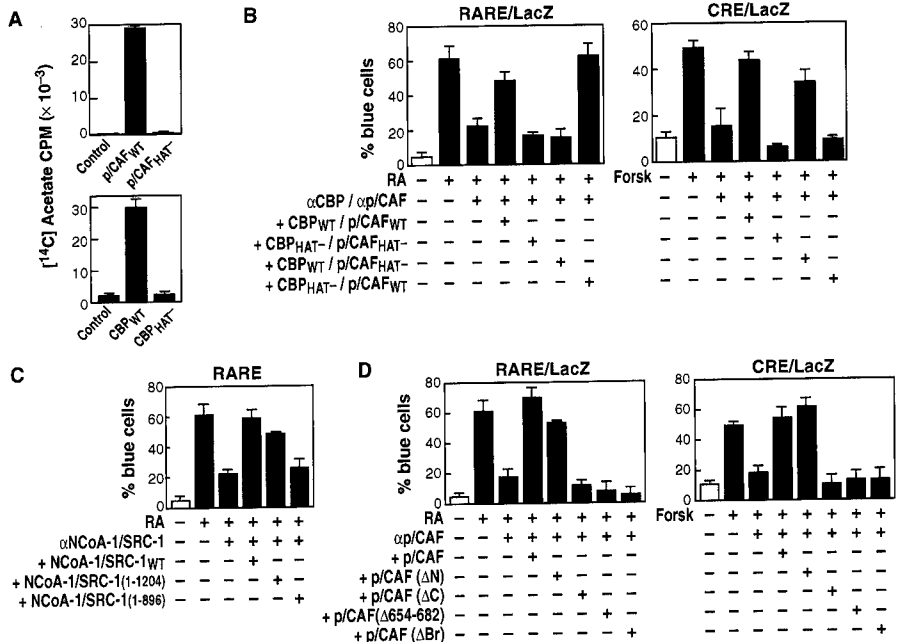 A
[14C] Acetate CPM (× 10−3)
30
20
10
0
Control
p/CAFWT
p/CAFHAT−
30
20
10
0
Control
CBPWT
CBPHAT−
B
RARE/LacZ
% blue cells
80
60
40
20
0
RA − + + + + + +
αCBP / αp/CAF − − + + + + +
+ CBPWT / p/CAFWT − − − + − − −
+ CBPHAT− / p/CAFHAT− − − − − + − −
+ CBPWT / p/CAFHAT− − − − − − + −
+ CBPHAT− / p/CAFWT − − − − − − +
CRE/LacZ
60
40
20
0
Forsk − + + + + + +
− − + + + + +
− − − + − − −
− − − − + − −
− − − − − + −
− − − − − − +
C
RARE
% blue cells
80
60
40
20
0
RA − + + + + +
αNCoA-1/SRC-1 − − + + + +
+ NCoA-1/SRC-1WT − − − + − −
+ NCoA-1/SRC-1(1-1204) − − − − + −
+ NCoA-1/SRC-1(1-896) − − − − − +
D
RARE/LacZ
% blue cells
80
60
40
20
0
RA − + + + + + + +
αp/CAF − − + + + + + +
+ p/CAF − − − + − − − −
+ p/CAF (ΔN) − − − − + − − −
+ p/CAF (ΔC) − − − − − + − −
+ p/CAF(Δ654-682) − − − − − − + −
+ p/CAF (ΔBr) − − − − − − − +
CRE/LacZ
80
60
40
20
0
Forsk − + + + + + + +
− − + + + + + +
− − − + − − − −
− − − − + − − −
− − − − − + − −
− − − − − − + −
− − − − − − − +